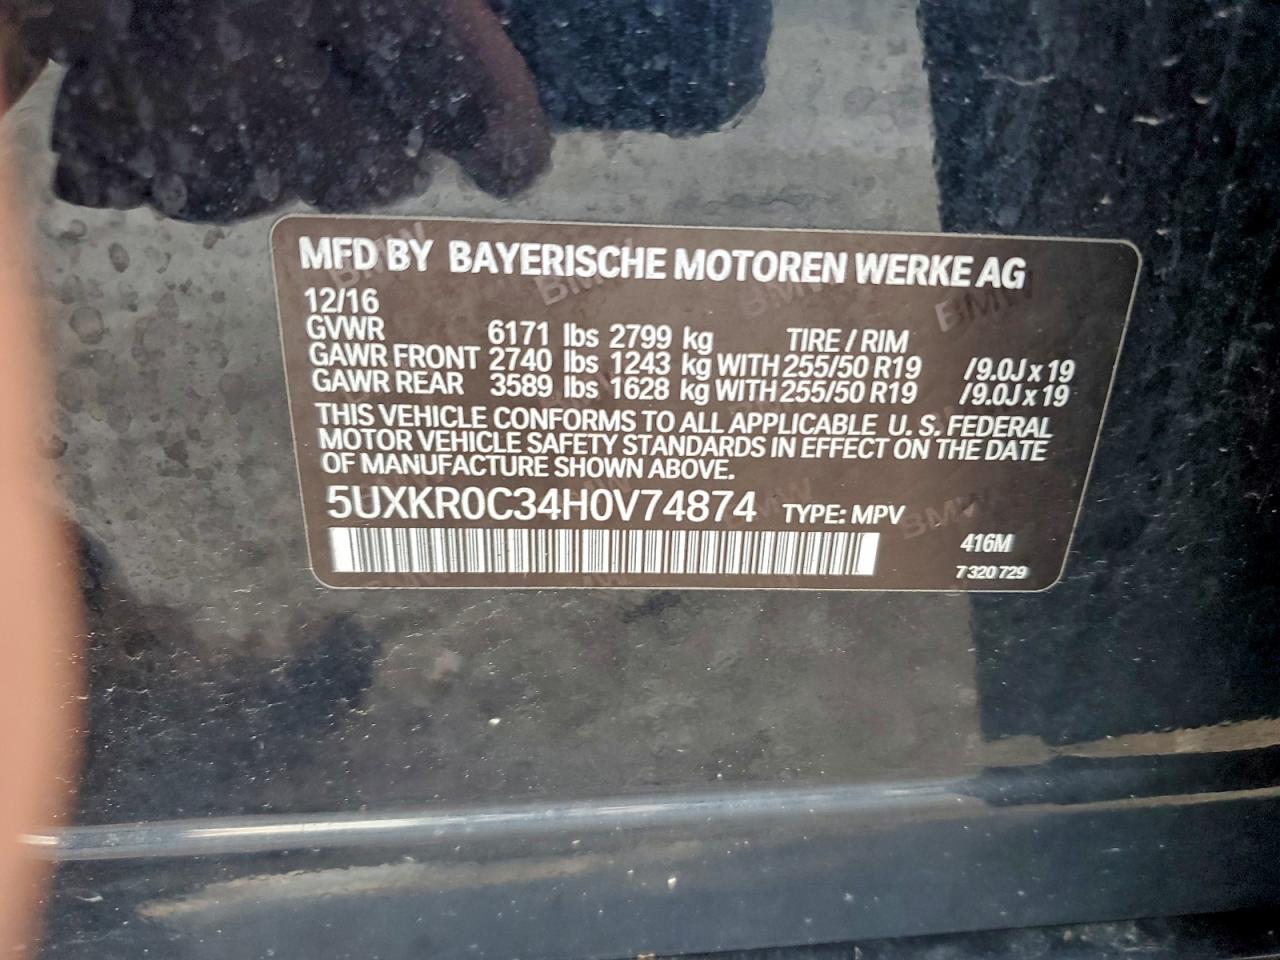 MFD BY BAYERISCHE MOTOREN WERKE AG
12/16
GVWR 6171 lbs 2799 kg TIRE / RIM
GAWR FRONT 2740 lbs 1243 kg WITH 255/50 R19 /9.0J x 19
GAWR REAR 3589 lbs 1628 kg WITH 255/50 R19 /9.0J x 19
THIS VEHICLE CONFORMS TO ALL APPLICABLE U. S. FEDERAL
MOTOR VEHICLE SAFETY STANDARDS IN EFFECT ON THE DATE
OF MANUFACTURE SHOWN ABOVE.
5UXKR0C34H0V74874 TYPE: MPV
416M
7 320 729